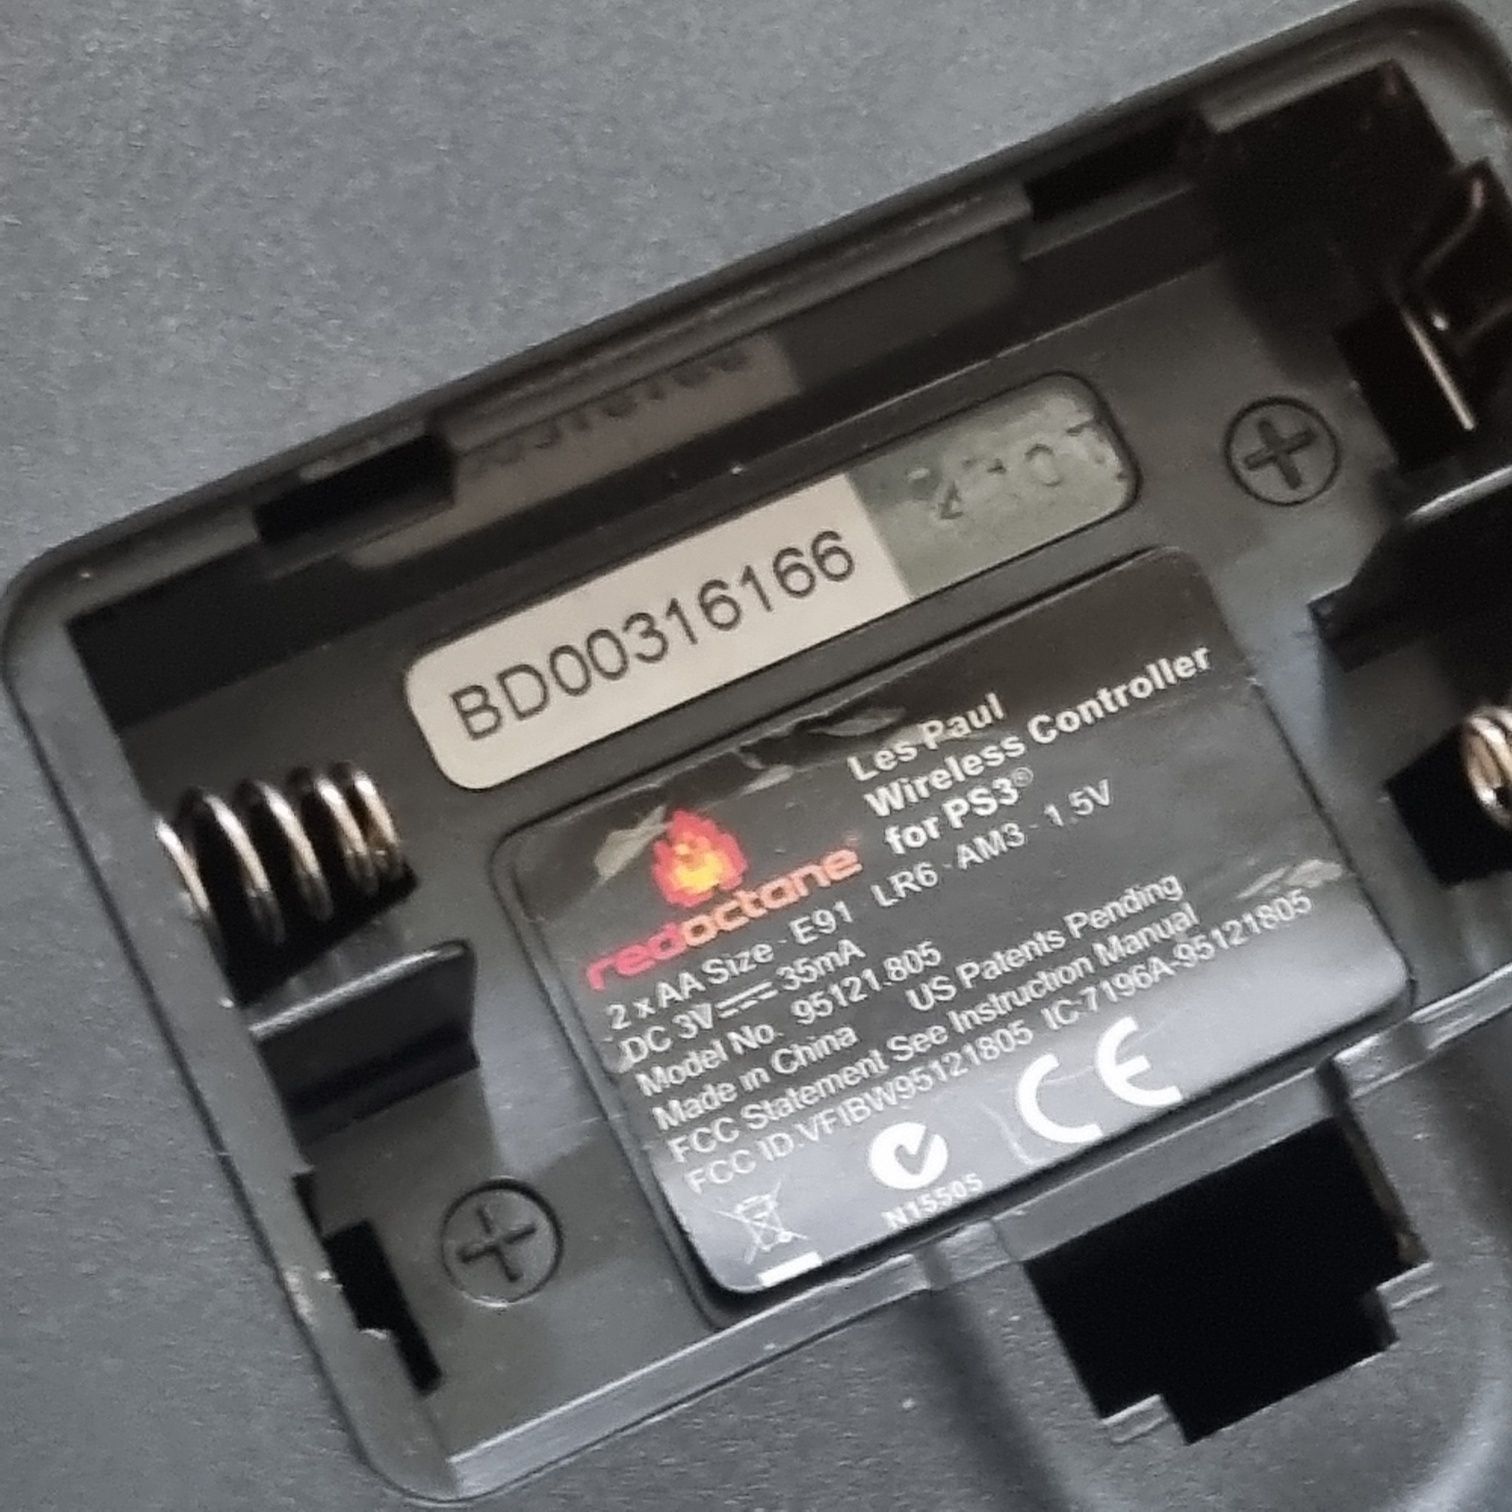 BD00316166
Les Paul
Wireless Controller
for PS3®
redoctane
2 x AA Size - E91 LR6 - AM3 - 1.5V
DC 3V 35mA
Model No. 95121.805
Made in China US Patents Pending
FCC Statement See Instruction Manual
FCC ID:VFIBW95121805 IC-7196A-95121805
CE
N15505